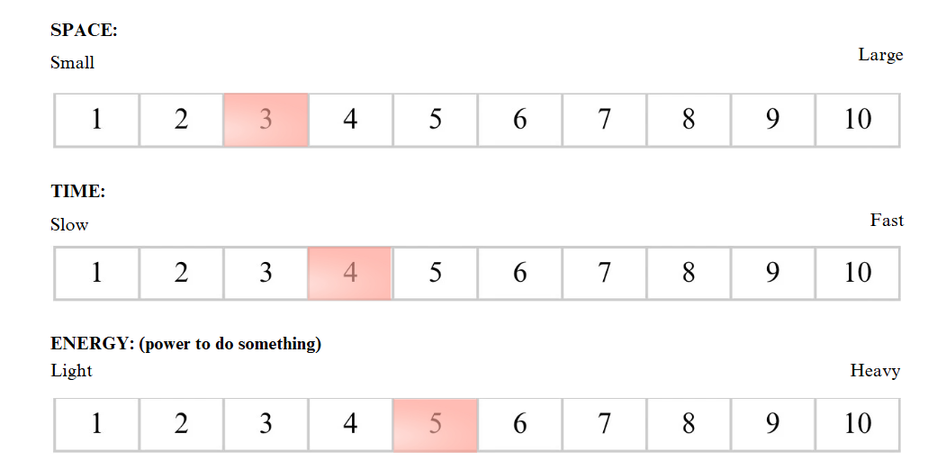 SPACE:
Small Large
1 2 3 4 5 6 7 8 9 10
TIME:
Slow Fast
1 2 3 4 5 6 7 8 9 10
ENERGY: (power to do something)
Light Heavy
1 2 3 4 5 6 7 8 9 10